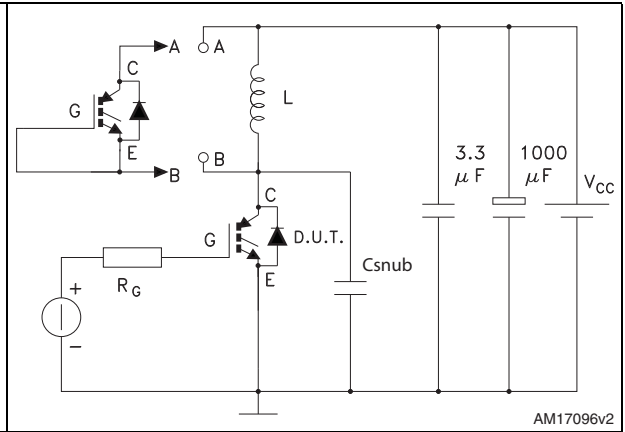 A
A
C
G
L
E
B
B
3.3
μF
1000
μF
VCC
C
G
D.U.T.
E
Csnub
RG
+
−
AM17096v2